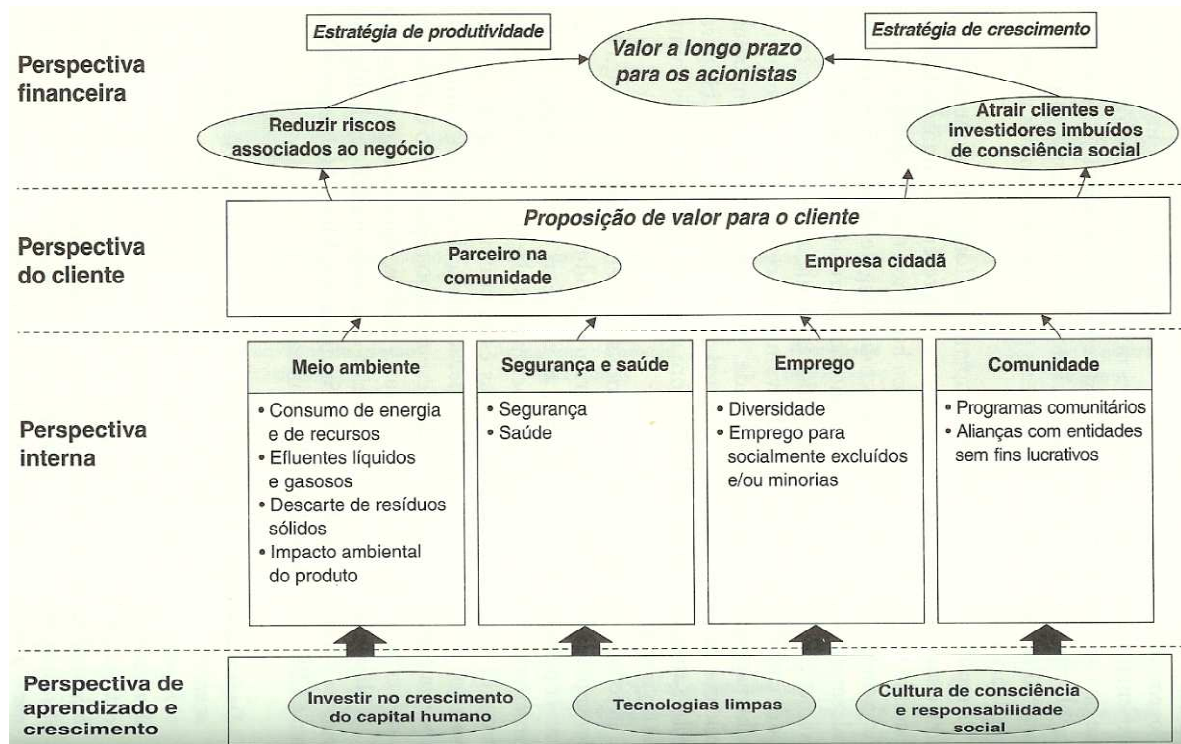 Estratégia de produtividade
Estratégia de crescimento
Perspectiva
financeira
Valor a longo prazo
para os acionistas
Reduzir riscos
associados ao negócio
Atrair clientes e
investidores imbuídos
de consciência social
Perspectiva
do cliente
Proposição de valor para o cliente
Parceiro na
comunidade
Empresa cidadã
Perspectiva
interna
Meio ambiente
• Consumo de energia
e de recursos
• Efluentes líquidos
e gasosos
• Descarte de resíduos
sólidos
• Impacto ambiental
do produto
Segurança e saúde
• Segurança
• Saúde
Emprego
• Diversidade
• Emprego para
socialmente excluídos
e/ou minorias
Comunidade
• Programas comunitários
• Alianças com entidades
sem fins lucrativos
Perspectiva de
aprendizado e
crescimento
Investir no crescimento
do capital humano
Tecnologias limpas
Cultura de consciência
e responsabilidade
social